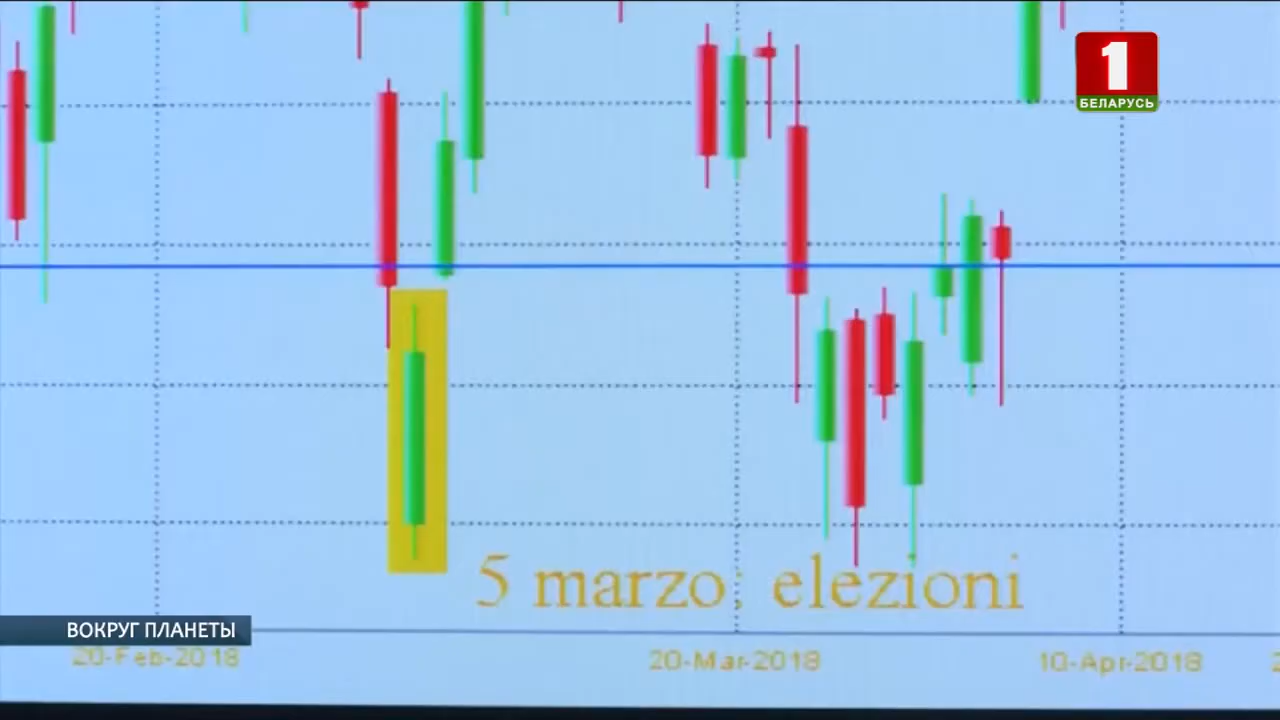 1
БЕЛАРУСЬ
5 marzo: elezioni
ВОКРУГ ПЛАНЕТЫ
20-Feb-2018
20-Mar-2018
10-Apr-2018